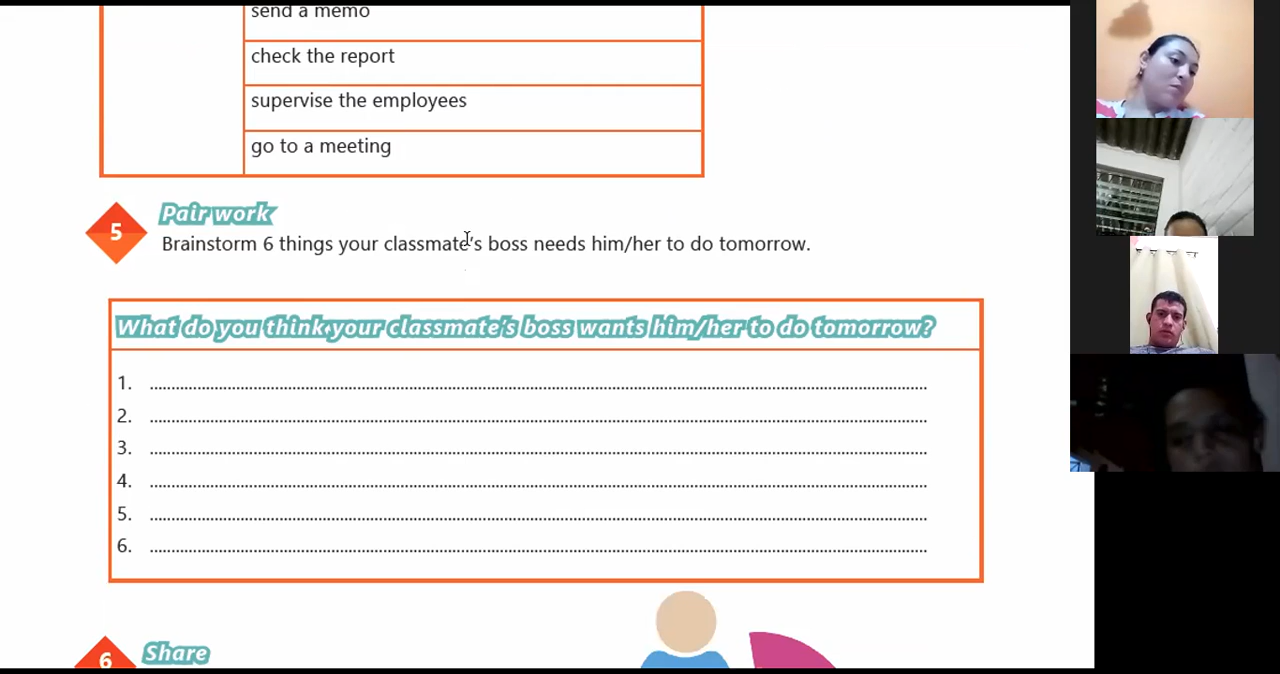 send a memo
check the report
supervise the employees
go to a meeting
5
Pair work
Brainstorm 6 things your classmate's boss needs him/her to do tomorrow.
What do you think your classmate's boss wants him/her to do tomorrow?
1. ........................................
2. ........................................
3. ........................................
4. ........................................
5. ........................................
6. ........................................
6
Share